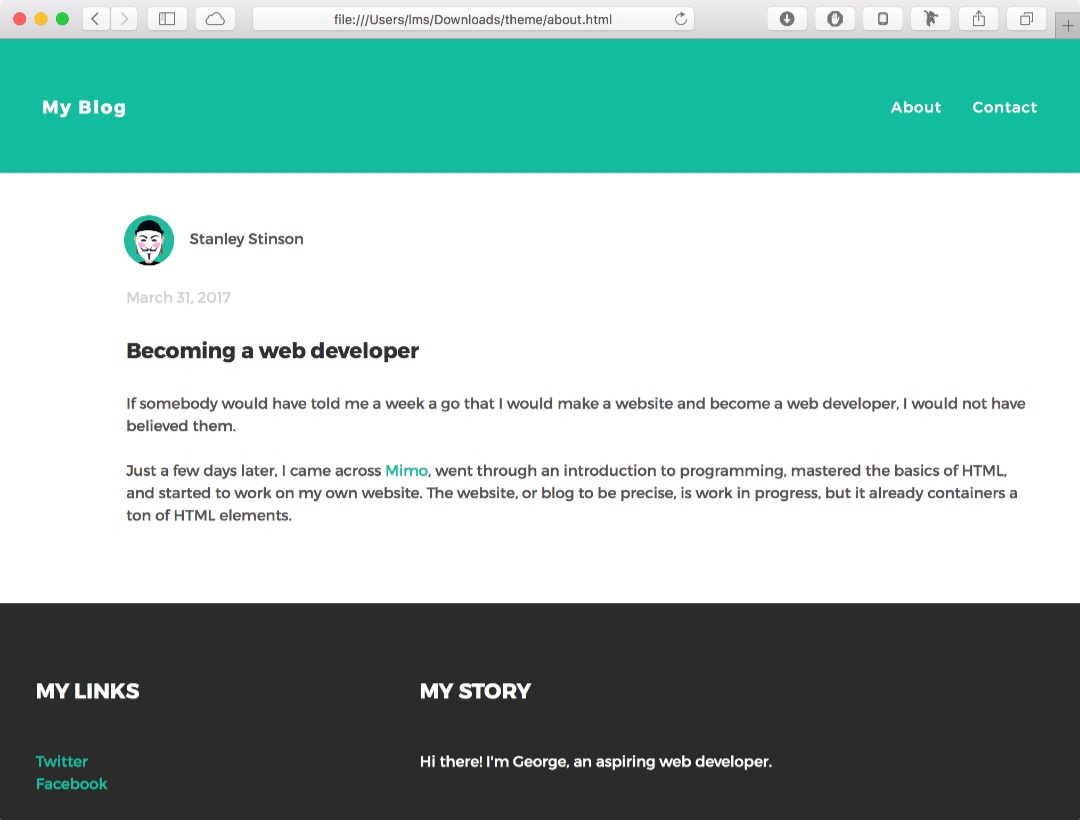 file:///Users/lms/Downloads/theme/about.html
My Blog
About
Contact
Stanley Stinson
March 31, 2017
Becoming a web developer
If somebody would have told me a week a go that I would make a website and become a web developer, I would not have
believed them.
Just a few days later, I came across Mimo, went through an introduction to programming, mastered the basics of HTML,
and started to work on my own website. The website, or blog to be precise, is work in progress, but it already containers a
ton of HTML elements.
MY LINKS
Twitter
Facebook
MY STORY
Hi there! I'm George, an aspiring web developer.